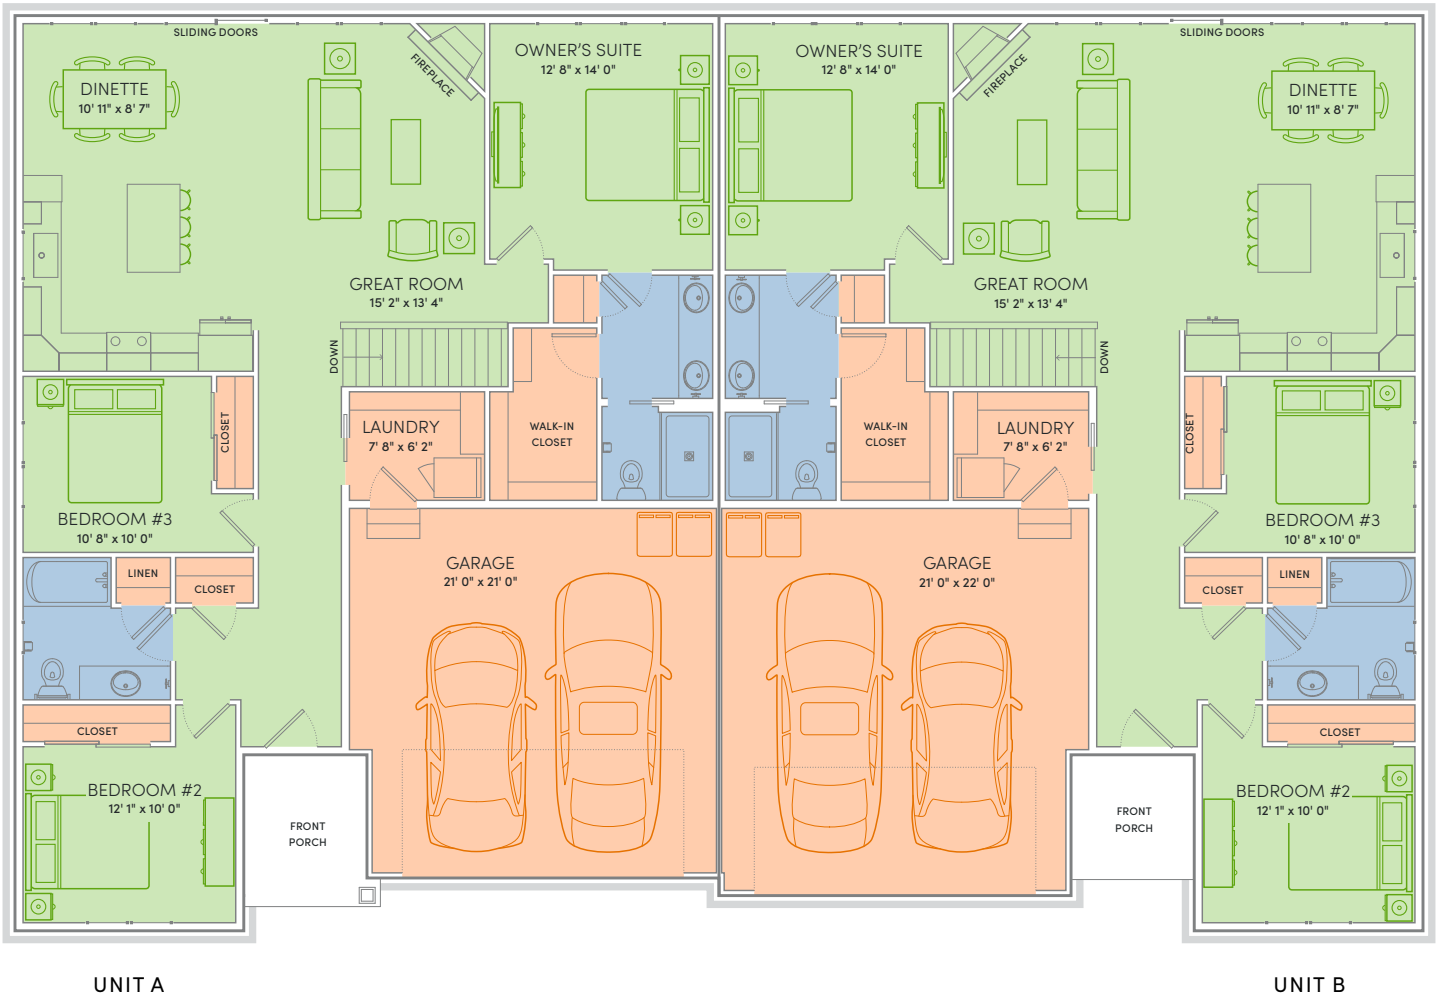 SLIDING DOORS
DINETTE
10' 11" x 8' 7"
FIREPLACE
OWNER'S SUITE
12' 8" x 14' 0"
GREAT ROOM
15' 2" x 13' 4"
DOWN
CLOSET
LAUNDRY
7' 8" x 6' 2"
WALK-IN
CLOSET
BEDROOM #3
10' 8" x 10' 0"
LINEN
CLOSET
GARAGE
21' 0" x 21' 0"
CLOSET
BEDROOM #2
12' 1" x 10' 0"
FRONT
PORCH
UNIT A
OWNER'S SUITE
12' 8" x 14' 0"
FIREPLACE
SLIDING DOORS
DINETTE
10' 11" x 8' 7"
GREAT ROOM
15' 2" x 13' 4"
DOWN
WALK-IN
CLOSET
LAUNDRY
7' 8" x 6' 2"
CLOSET
BEDROOM #3
10' 8" x 10' 0"
GARAGE
21' 0" x 22' 0"
CLOSET
LINEN
CLOSET
BEDROOM #2
12' 1" x 10' 0"
FRONT
PORCH
UNIT B